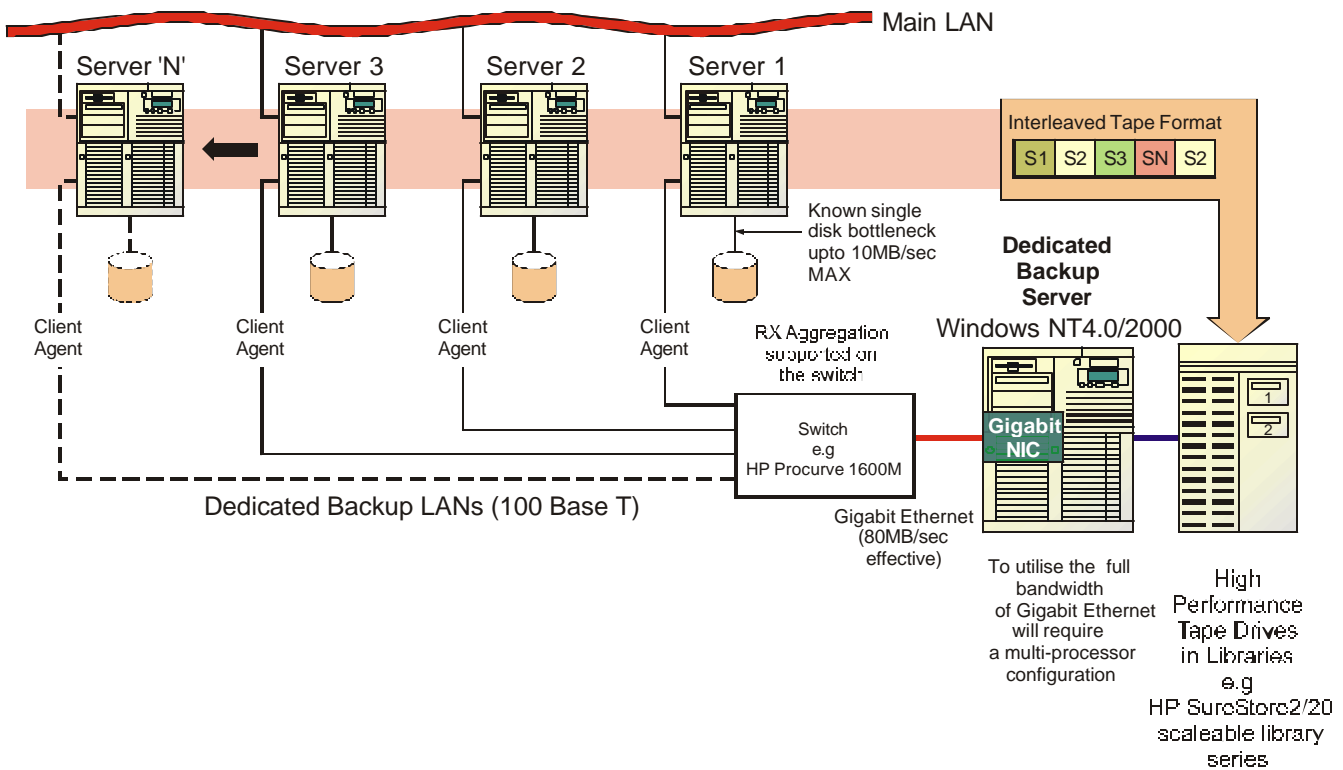 Main LAN
Server 'N'
Server 3
Server 2
Server 1
Interleaved Tape Format
S1 S2 S3 SN S2
Known single
disk bottleneck
upto 10MB/sec
MAX
Dedicated
Backup
Server
Windows NT4.0/2000
Client
Agent
Client
Agent
Client
Agent
Client
Agent
RX Aggregation
supported on
the switch
Switch
e.g
HP Procurve 1600M
Gigabit
NIC
1
2
Dedicated Backup LANs (100 Base T)
Gigabit Ethernet
(80MB/sec
effective)
To utilise the full
bandwidth
of Gigabit Ethernet
will require
a multi-processor
configuration
High
Performance
Tape Drives
in Libraries
e.g
HP SureStore2/20
scaleable library
series